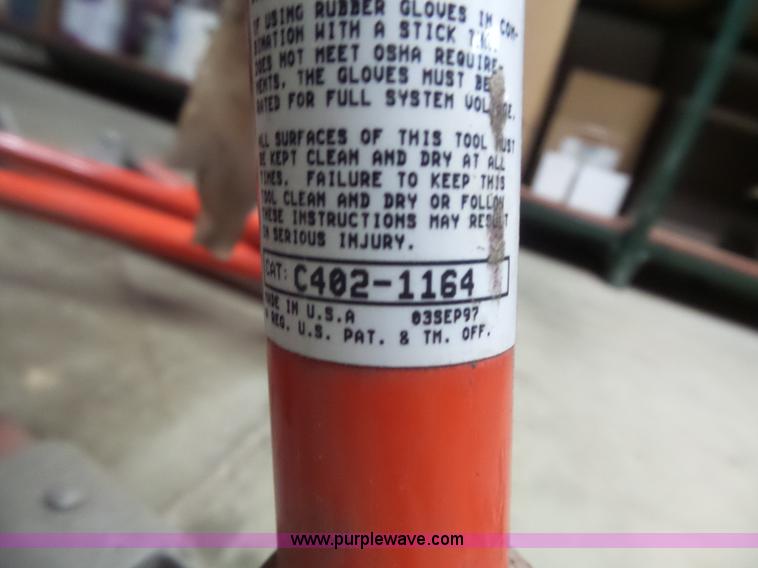 IF USING RUBBER GLOVES IN COM-
BINATION WITH A STICK
DOES NOT MEET OSHA REQUIRE-
MENTS. THE GLOVES MUST BE
RATED FOR FULL SYSTEM VOLTAGE.
ALL SURFACES OF THIS TOOL MUST
BE KEPT CLEAN AND DRY AT ALL
TIMES. FAILURE TO KEEP THIS
TOOL CLEAN AND DRY OR FOLLOW
THESE INSTRUCTIONS MAY RESULT
IN SERIOUS INJURY.
CAT: C402-1164
MADE IN U.S.A 03SEP97
REG. U.S. PAT. & TM. OFF.
www.purplewave.com